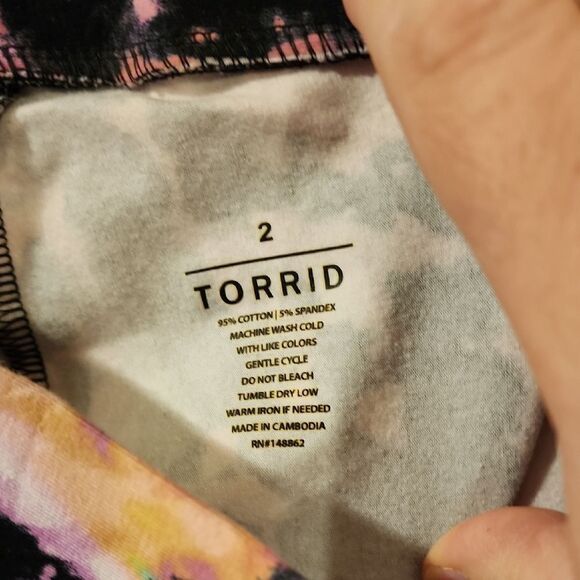 2
TORRID
95% COTTON | 5% SPANDEX
MACHINE WASH COLD
WITH LIKE COLORS
GENTLE CYCLE
DO NOT BLEACH
TUMBLE DRY LOW
WARM IRON IF NEEDED
MADE IN CAMBODIA
RN#148862